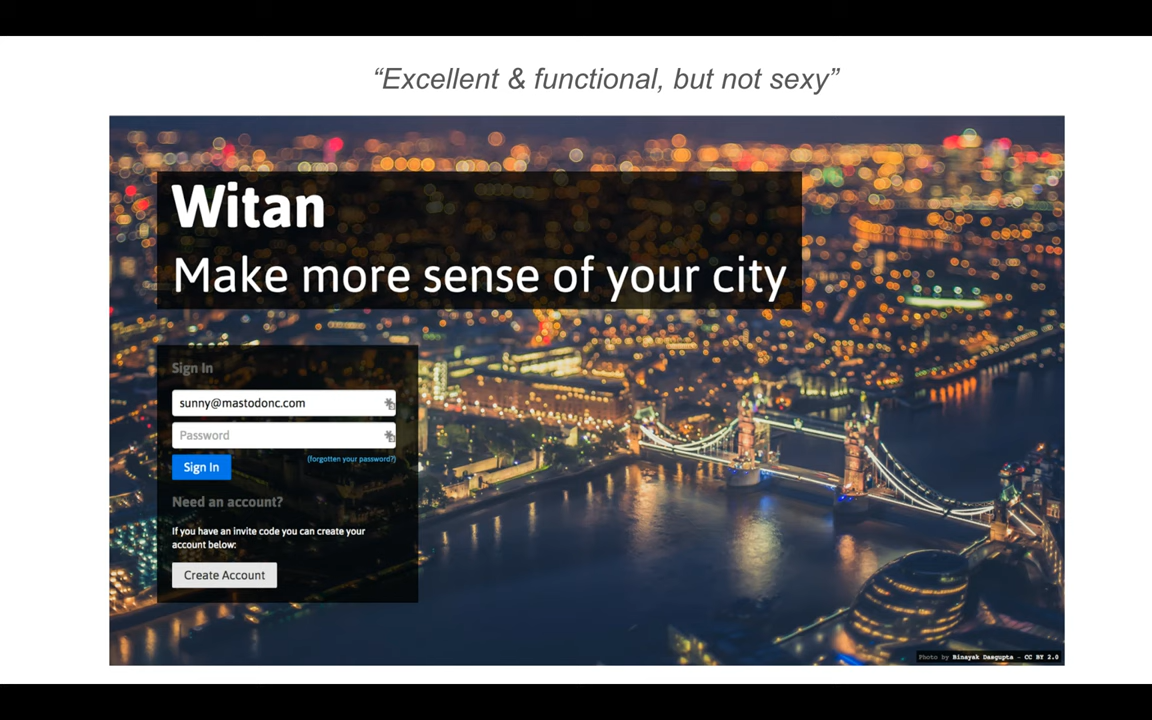 “Excellent & functional, but not sexy”
Witan
Make more sense of your city
Sign In
sunny@mastodonc.com
Password
(forgotten your password?)
Sign In
Need an account?
If you have an invite code you can create your
account below:
Create Account
Photo by Binayak Dasgupta - CC BY 2.0